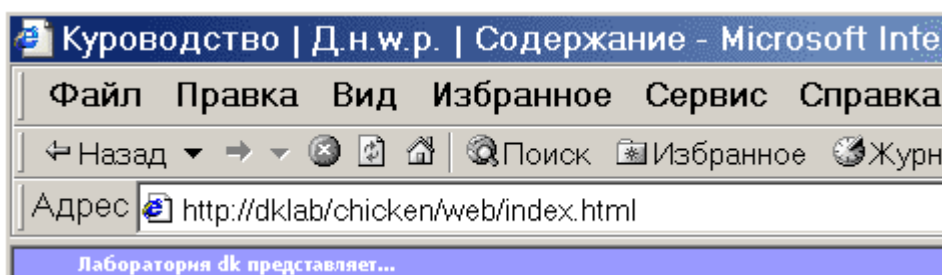 Куроводство | Д.н.w.р. | Содержание - Microsoft Inte
Файл Правка Вид Избранное Сервис Справка
Назад Поиск Избранное Журн
Адрес http://dklab/chicken/web/index.html
Лаборатория dk представляет...